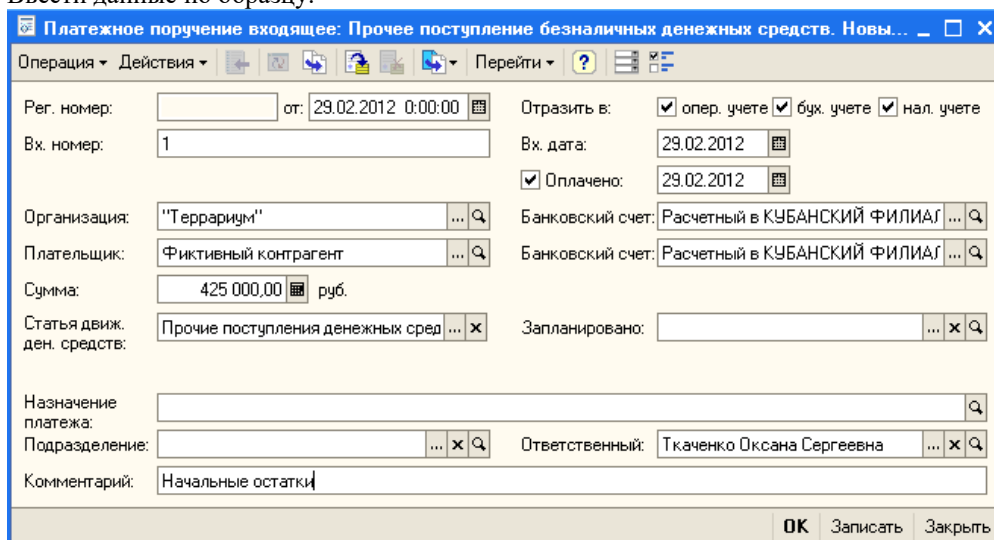 Ввести данные по образцу.
Платежное поручение входящее: Прочее поступление безналичных денежных средств. Новы...
Операция Действия Перейти ?
Рег. номер: от: 29.02.2012 0:00:00 Отразить в: опер. учете бух. учете нал. учете
Вх. номер: 1 Вх. дата: 29.02.2012
Оплачено: 29.02.2012
Организация: "Террариум" ... Банковский счет: Расчетный в КУБАНСКИЙ ФИЛИАЛ ...
Плательщик: Фиктивный контрагент ... Банковский счет: Расчетный в КУБАНСКИЙ ФИЛИАЛ ...
Сумма: 425 000,00 руб.
Статья движ. Прочие поступления денежных сред ... x Запланировано: ... x
ден. средств:
Назначение
платежа:
Подразделение: ... x Ответственный: Ткаченко Оксана Сергеевна ... x
Комментарий: Начальные остатки
OK Записать Закрыть